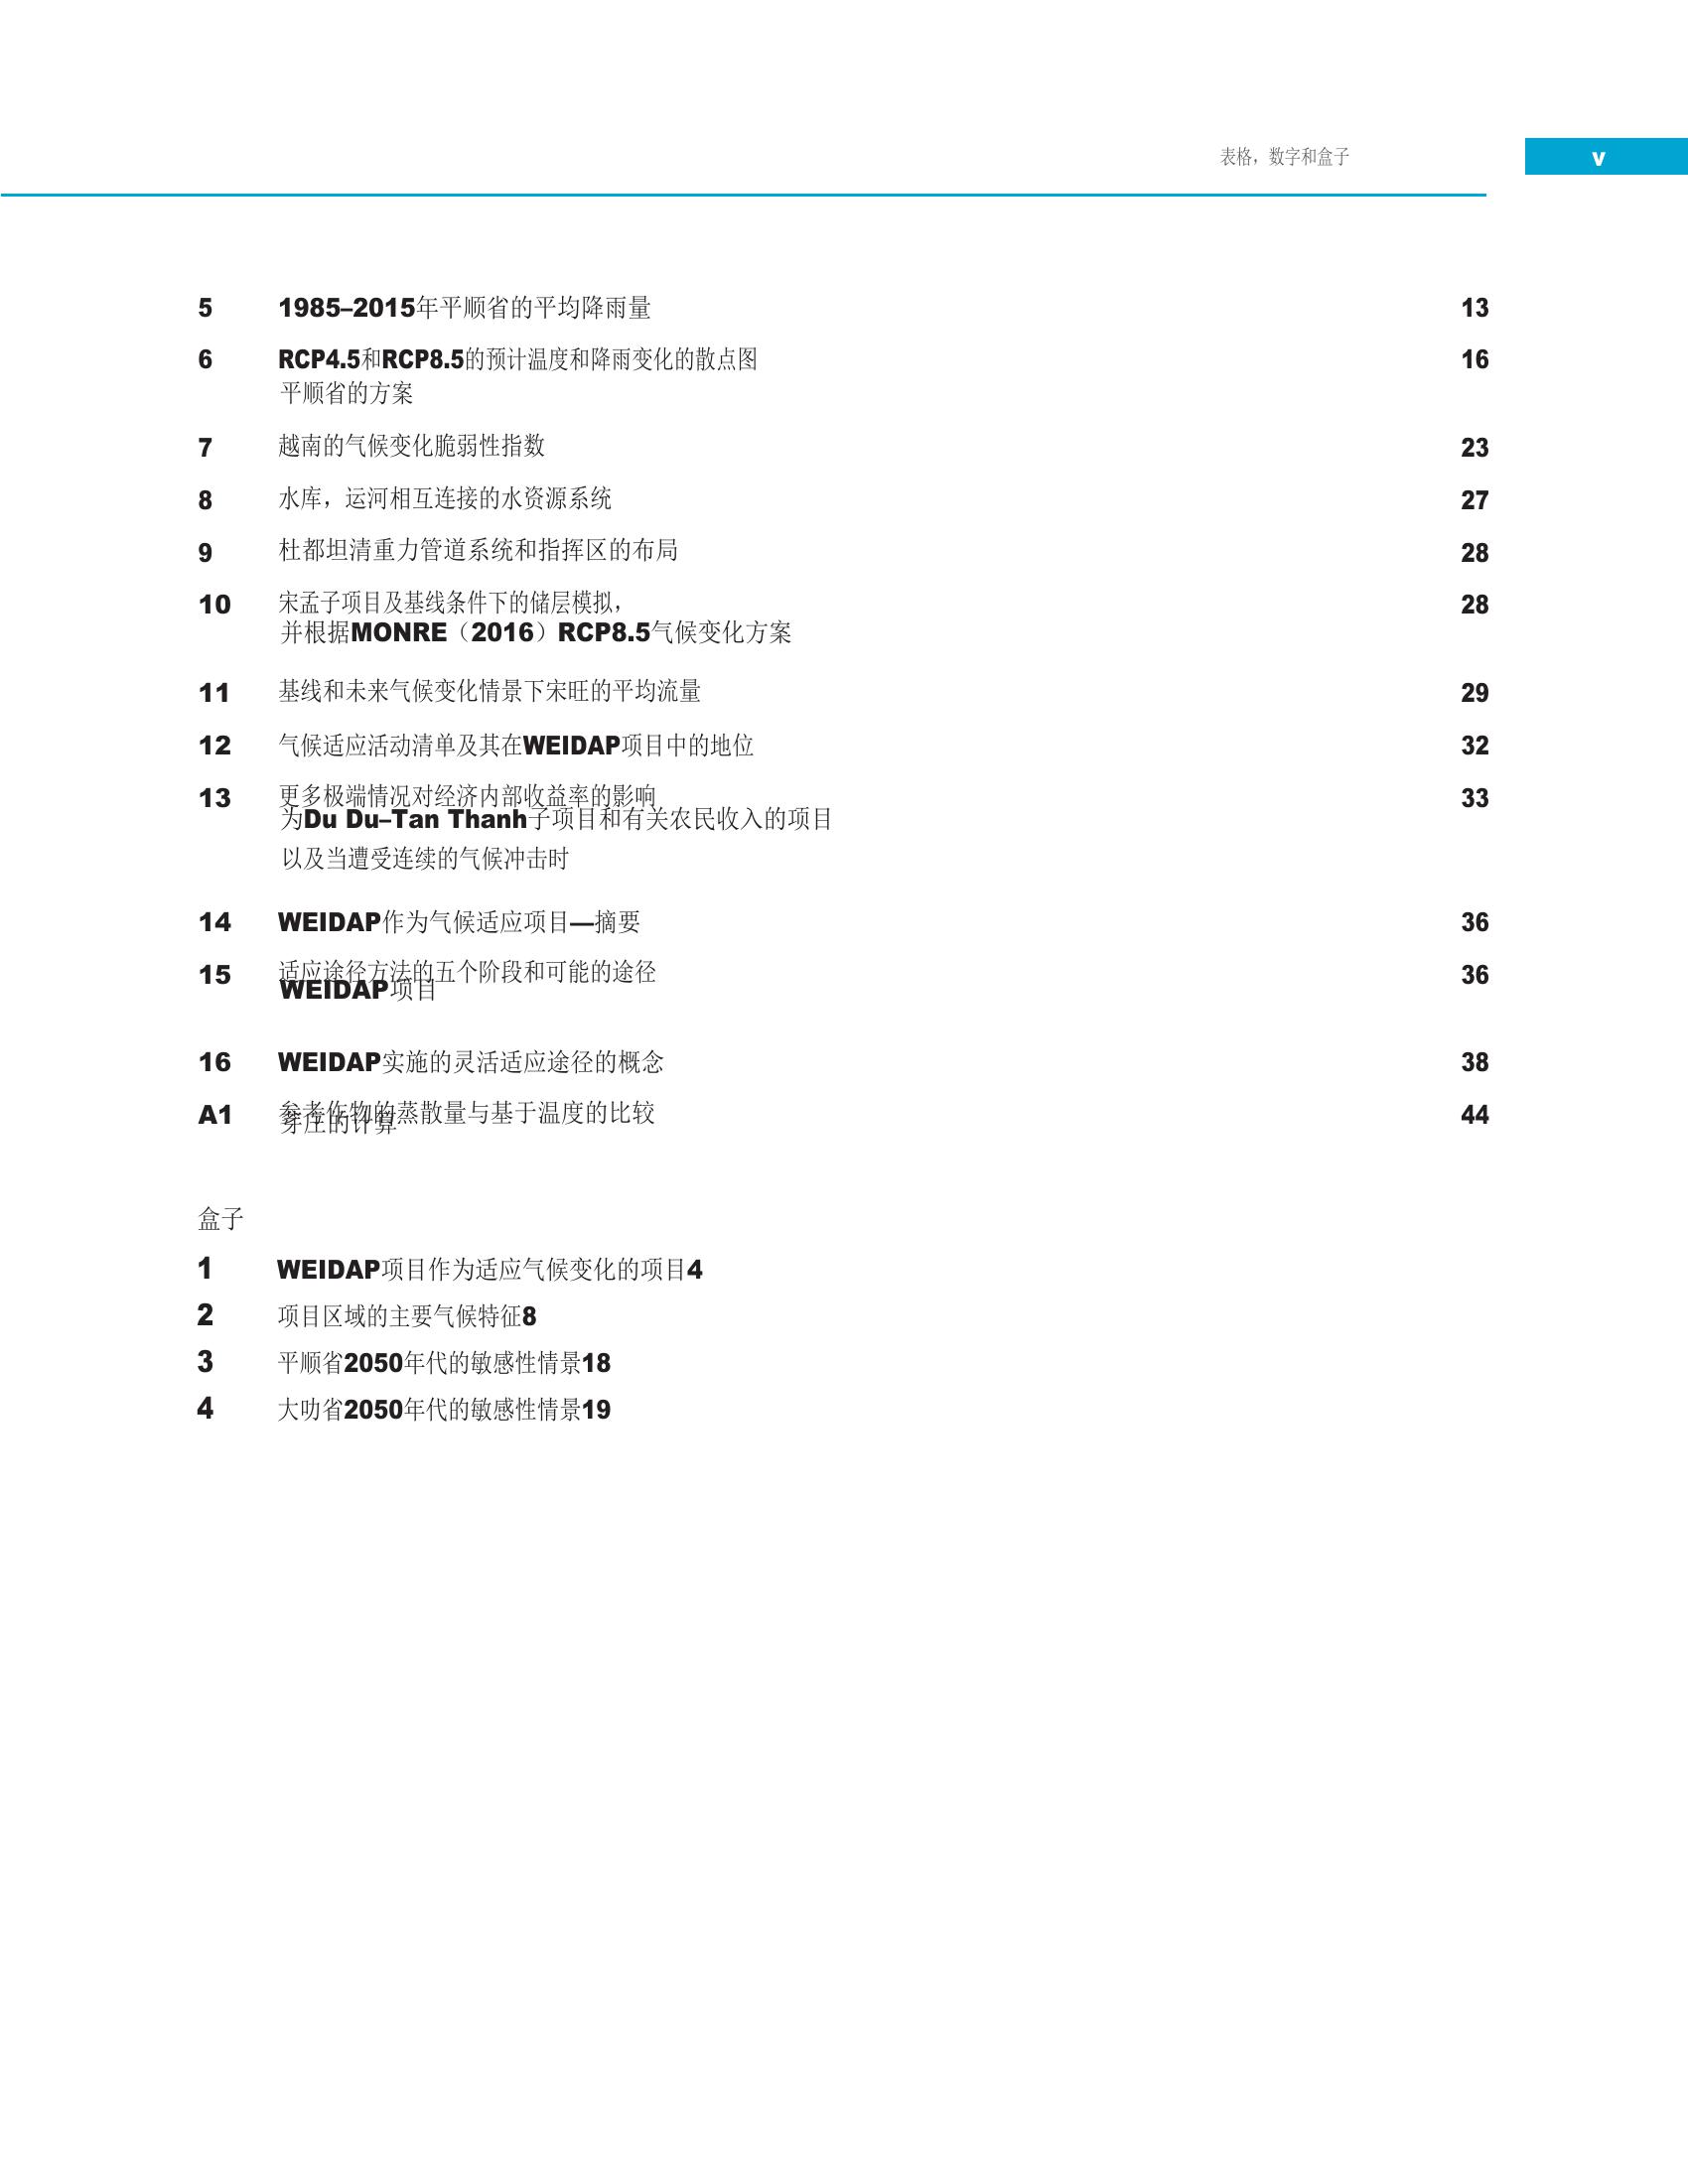 表格，数字和盒子 v
5 1985–2015年平顺省的平均降雨量 13
6 RCP4.5和RCP8.5的预计温度和降雨变化的散点图 16
平顺省的方案
7 越南的气候变化脆弱性指数 23
8 水库，运河相互连接的水资源系统 27
9 杜都坦清重力管道系统和指挥区的布局 28
10 宋孟子项目及基线条件下的储层模拟， 28
并根据MONRE（2016）RCP8.5气候变化方案
11 基线和未来气候变化情景下宋旺的平均流量 29
12 气候适应活动清单及其在WEIDAP项目中的地位 32
13 更多极端情况对经济内部收益率的影响 33
为Du Du–Tan Thanh子项目和有关农民收入的项目
以及当遭受连续的气候冲击时
14 WEIDAP作为气候适应项目—摘要 36
15 适应途径方法的五个阶段和可能的途径 36
WEIDAP项目
16 WEIDAP实施的灵活适应途径的概念 38
A1 参考作物的蒸散量与基于温度的比较 44
芽庄的计算
盒子
1 WEIDAP项目作为适应气候变化的项目4
2 项目区域的主要气候特征8
3 平顺省2050年代的敏感性情景18
4 大叻省2050年代的敏感性情景19